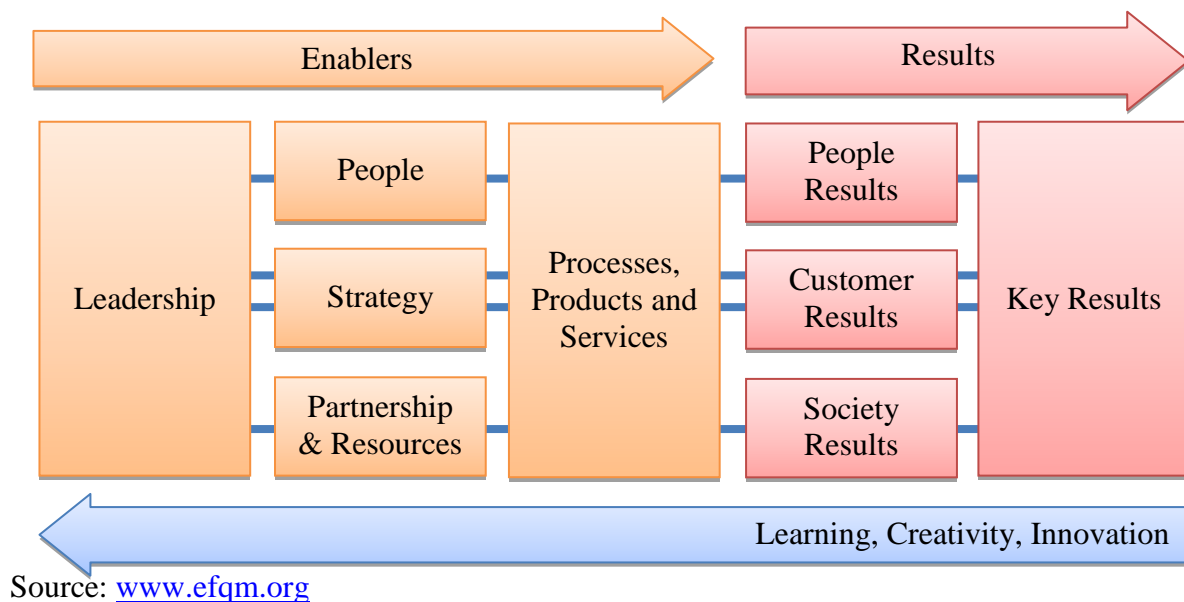 Enablers
Results
Leadership
People
Strategy
Partnership
& Resources
Processes,
Products and
Services
People
Results
Customer
Results
Society
Results
Key Results
Learning, Creativity, Innovation
Source: www.efqm.org